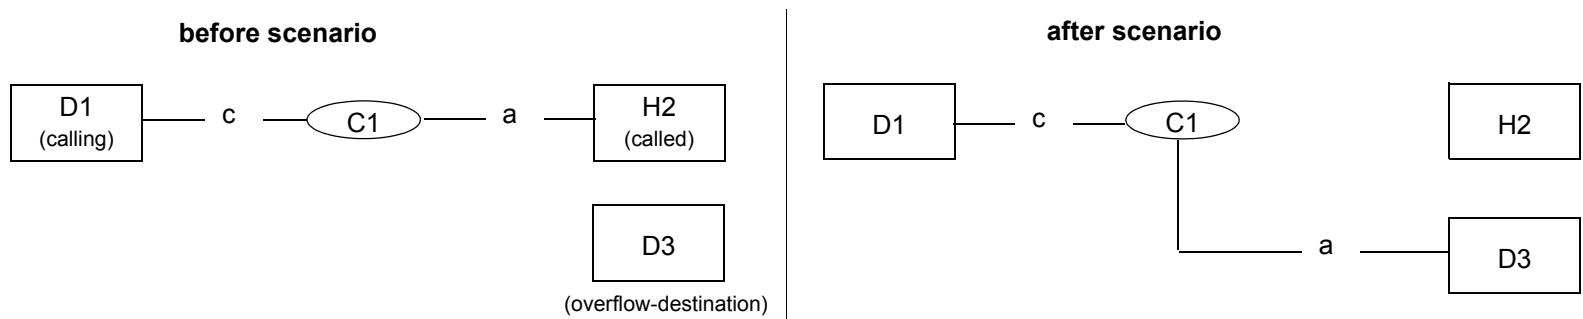 before scenario
D1
(calling)
c
C1
a
H2
(called)
D3
(overflow-destination)
after scenario
D1
c
C1
H2
a
D3